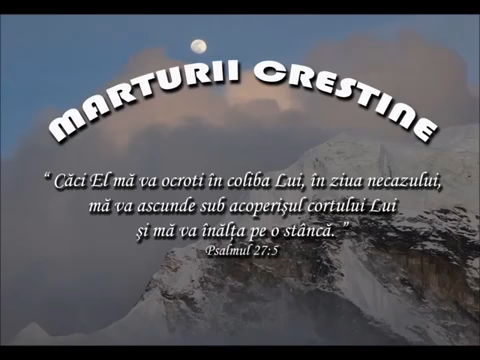 MARTURII CRESTINE
“ Căci El mă va ocroti în coliba Lui, în ziua necazului,
mă va ascunde sub acoperişul cortului Lui
şi mă va înălţa pe o stâncă. ”
Psalmul 27:5